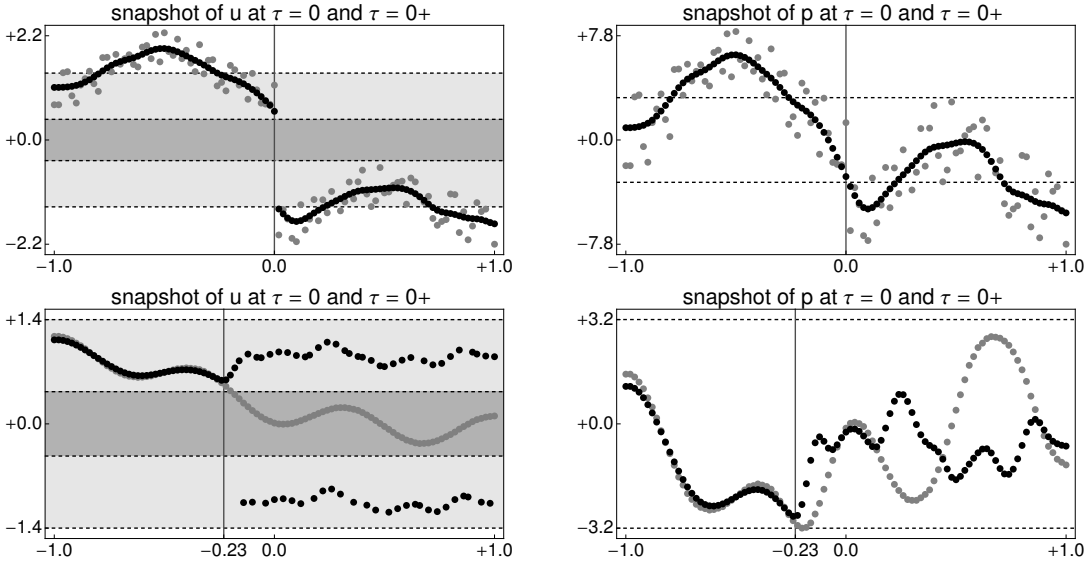 snapshot of u at τ = 0 and τ = 0+
+2.2
+0.0
−2.2
−1.0 0.0 +1.0
snapshot of p at τ = 0 and τ = 0+
+7.8
+0.0
−7.8
−1.0 0.0 +1.0
snapshot of u at τ = 0 and τ = 0+
+1.4
+0.0
−1.4
−1.0 −0.23 0.0 +1.0
snapshot of p at τ = 0 and τ = 0+
+3.2
+0.0
−3.2
−1.0 −0.23 0.0 +1.0